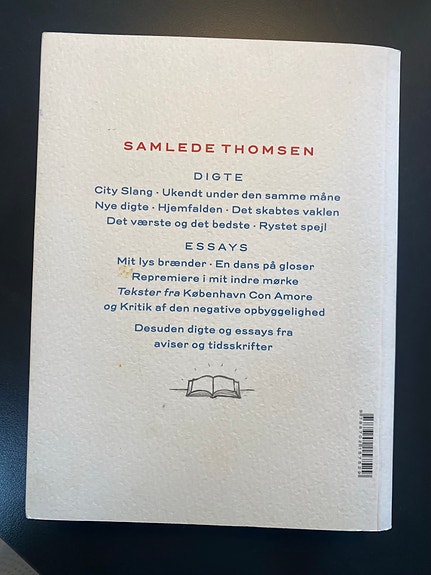 SAMLEDE THOMSEN
DIGTE
City Slang · Ukendt under den samme måne
Nye digte · Hjemfalden · Det skabtes vaklen
Det værste og det bedste · Rystet spejl
ESSAYS
Mit lys brænder · En dans på gloser
Repremiere i mit indre mørke
Tekster fra København Con Amore
og Kritik af den negative opbyggelighed
Desuden digte og essays fra
aviser og tidsskrifter